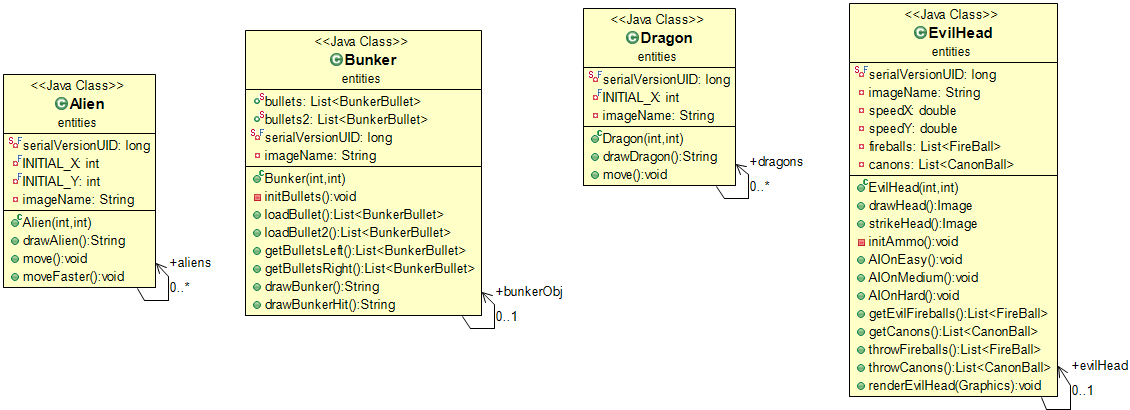 <<Java Class>>
Alien
entities
serialVersionUID: long
INITIAL_X: int
INITIAL_Y: int
imageName: String
Alien(int,int)
drawAlien():String
move():void
moveFaster():void
+aliens
0..*
<<Java Class>>
Bunker
entities
bullets: List<BunkerBullet>
bullets2: List<BunkerBullet>
serialVersionUID: long
imageName: String
Bunker(int,int)
initBullets():void
loadBullet():List<BunkerBullet>
loadBullet2():List<BunkerBullet>
getBulletsLeft():List<BunkerBullet>
getBulletsRight():List<BunkerBullet>
drawBunker():String
drawBunkerHit():String
+bunkerObj
0..1
<<Java Class>>
Dragon
entities
serialVersionUID: long
INITIAL_X: int
imageName: String
Dragon(int,int)
drawDragon():String
move():void
+dragons
0..*
<<Java Class>>
EvilHead
entities
serialVersionUID: long
imageName: String
speedX: double
speedY: double
fireballs: List<FireBall>
canons: List<CanonBall>
EvilHead(int,int)
drawHead():Image
strikeHead():Image
initAmmo():void
AIOnEasy():void
AIOnMedium():void
AIOnHard():void
getEvilFireballs():List<FireBall>
getCanons():List<CanonBall>
throwFireballs():List<FireBall>
throwCanons():List<CanonBall>
renderEvilHead(Graphics):void
+evilHead
0..1